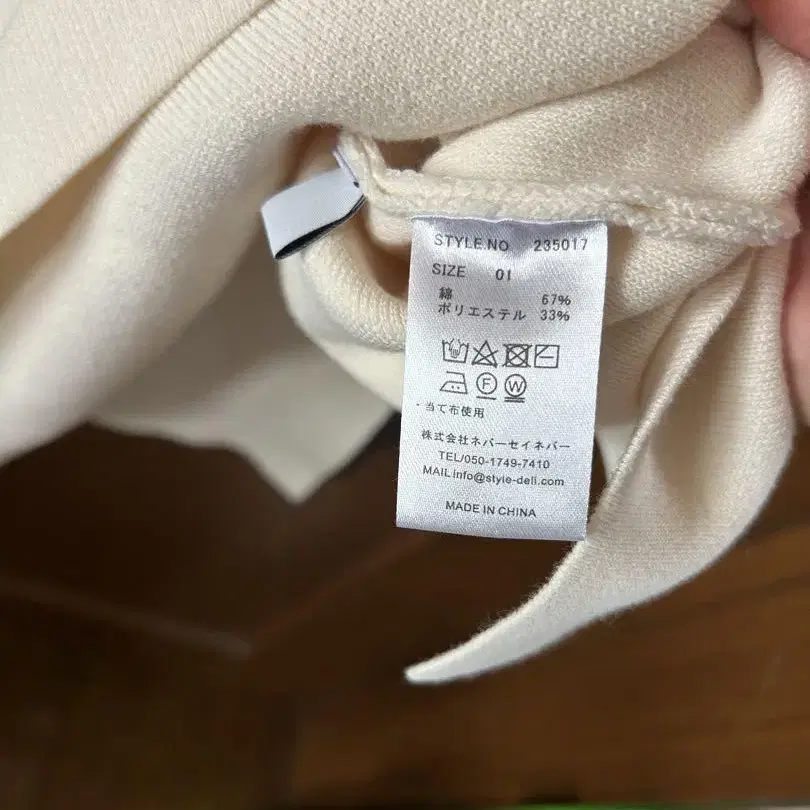 STYLE.NO 235017
SIZE 01
綿 67%
ポリエステル 33%
F W
・当て布使用
株式会社ネバーセイネバー
TEL/050-1749-7410
MAIL info@style-deli.com
MADE IN CHINA